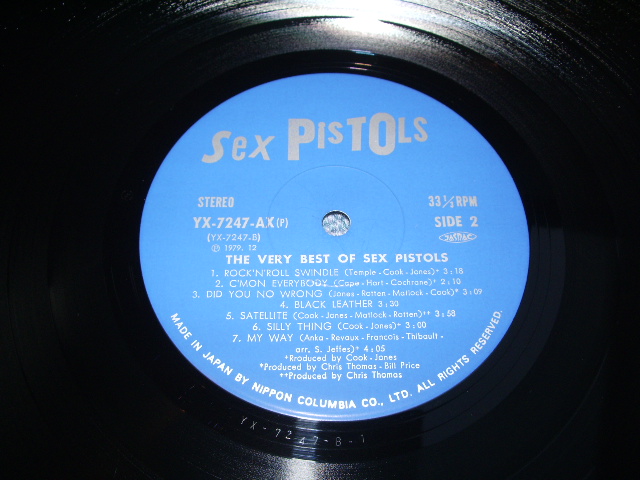 Sex PISTOLS
STEREO 33⅓RPM
YX-7247-AX(P) SIDE 2
(YX-7247-B)
Ⓟ 1979. 12
JASRAC
THE VERY BEST OF SEX PISTOLS
1. ROCK'N'ROLL SWINDLE (Temple-Cook-Jones)+ 3:18
2. C'MON EVERYBODY (Cape-Hart-Cochrane)+ 2:10
3. DID YOU NO WRONG (Jones-Rotten-Matlock-Cook)* 3:09
4. BLACK LEATHER 3:30
5. SATELLITE (Cook-Jones-Matlock-Rotten)++ 3:58
6. SILLY THING (Cook-Jones)+ 3:00
7. MY WAY (Anka-Revaux-Francois-Thibault-
arr. S. Jeffes)+ 4:05
*Rroduced by Cook-Jones
*Produced by Chris Thomas-Bill Price
++Produced by Chris Thomas
MADE IN JAPAN BY NIPPON COLUMBIA CO., LTD. ALL RIGHTS RESERVED.
YX-7247-B-1